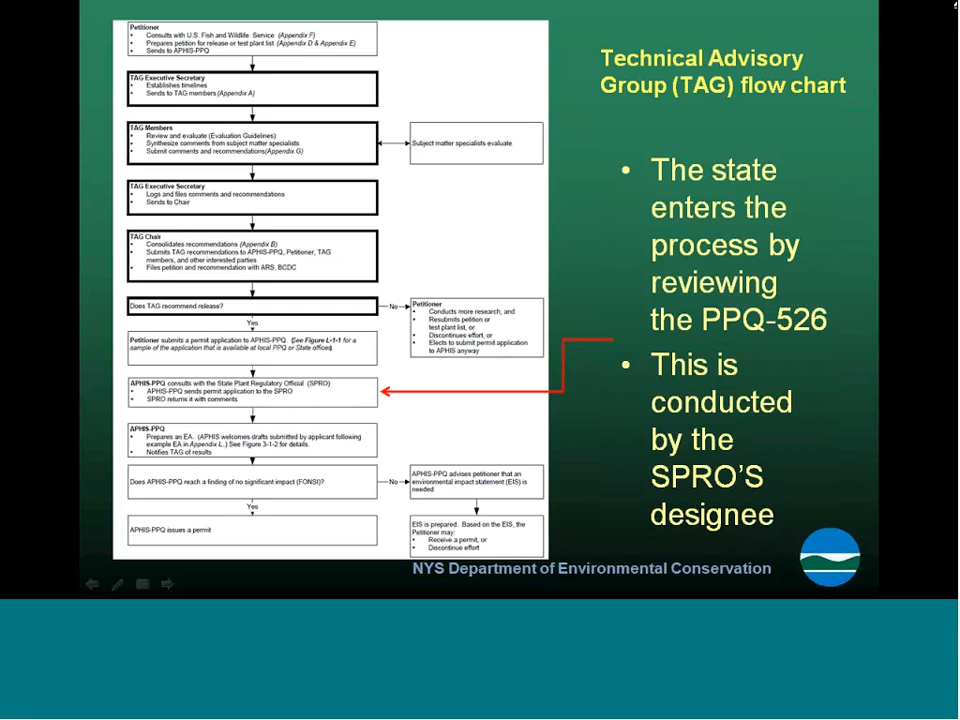 Petitioner
• Consults with U.S. Fish and Wildlife Service (Appendix F)
• Prepares petition for release or test plant list (Appendix D & Appendix E)
• Sends to APHIS-PPQ
TAG Executive Secretary
• Establishes timelines
• Sends to TAG members (Appendix A)
TAG Members
• Review and evaluate (Evaluation Guidelines)
• Synthesize comments from subject matter specialists
• Submit comments and recommendations(Appendix G)
Subject matter specialists evaluate
TAG Executive Secretary
• Logs and files comments and recommendations
• Sends to Chair
TAG Chair
• Consolidates recommendations (Appendix B)
• Submits TAG recommendations to APHIS-PPQ, Petitioner, TAG
members, and other interested parties
• Files petition and recommendation with ARS, BCDC
Does TAG recommend release?
No
Petitioner
• Conducts more research, and
• Resubmits petition or
test plant list, or
• Discontinues effort, or
• Elects to submit permit application
to APHIS anyway
Yes
Petitioner submits a permit application to APHIS-PPQ. (See Figure L-1-1 for a
sample of the application that is available at local PPQ or State offices).
APHIS-PPQ consults with the State Plant Regulatory Official (SPRO)
• APHIS-PPQ sends permit application to the SPRO
• SPRO returns it with comments
APHIS-PPQ
• Prepares an EA. (APHIS welcomes drafts submitted by applicant following
example EA in Appendix L.) See Figure 3-1-2 for details.
• Notifies TAG of results
Does APHIS-PPQ reach a finding of no significant impact (FONSI)?
No
APHIS-PPQ advises petitioner that an
environmental impact statement (EIS) is
needed
Yes
APHIS-PPQ issues a permit
EIS is prepared. Based on the EIS, the
Petitioner may:
• Receive a permit, or
• Discontinue effort
Technical Advisory
Group (TAG) flow chart
• The state
enters the
process by
reviewing
the PPQ-526
• This is
conducted
by the
SPRO'S
designee
NYS Department of Environmental Conservation